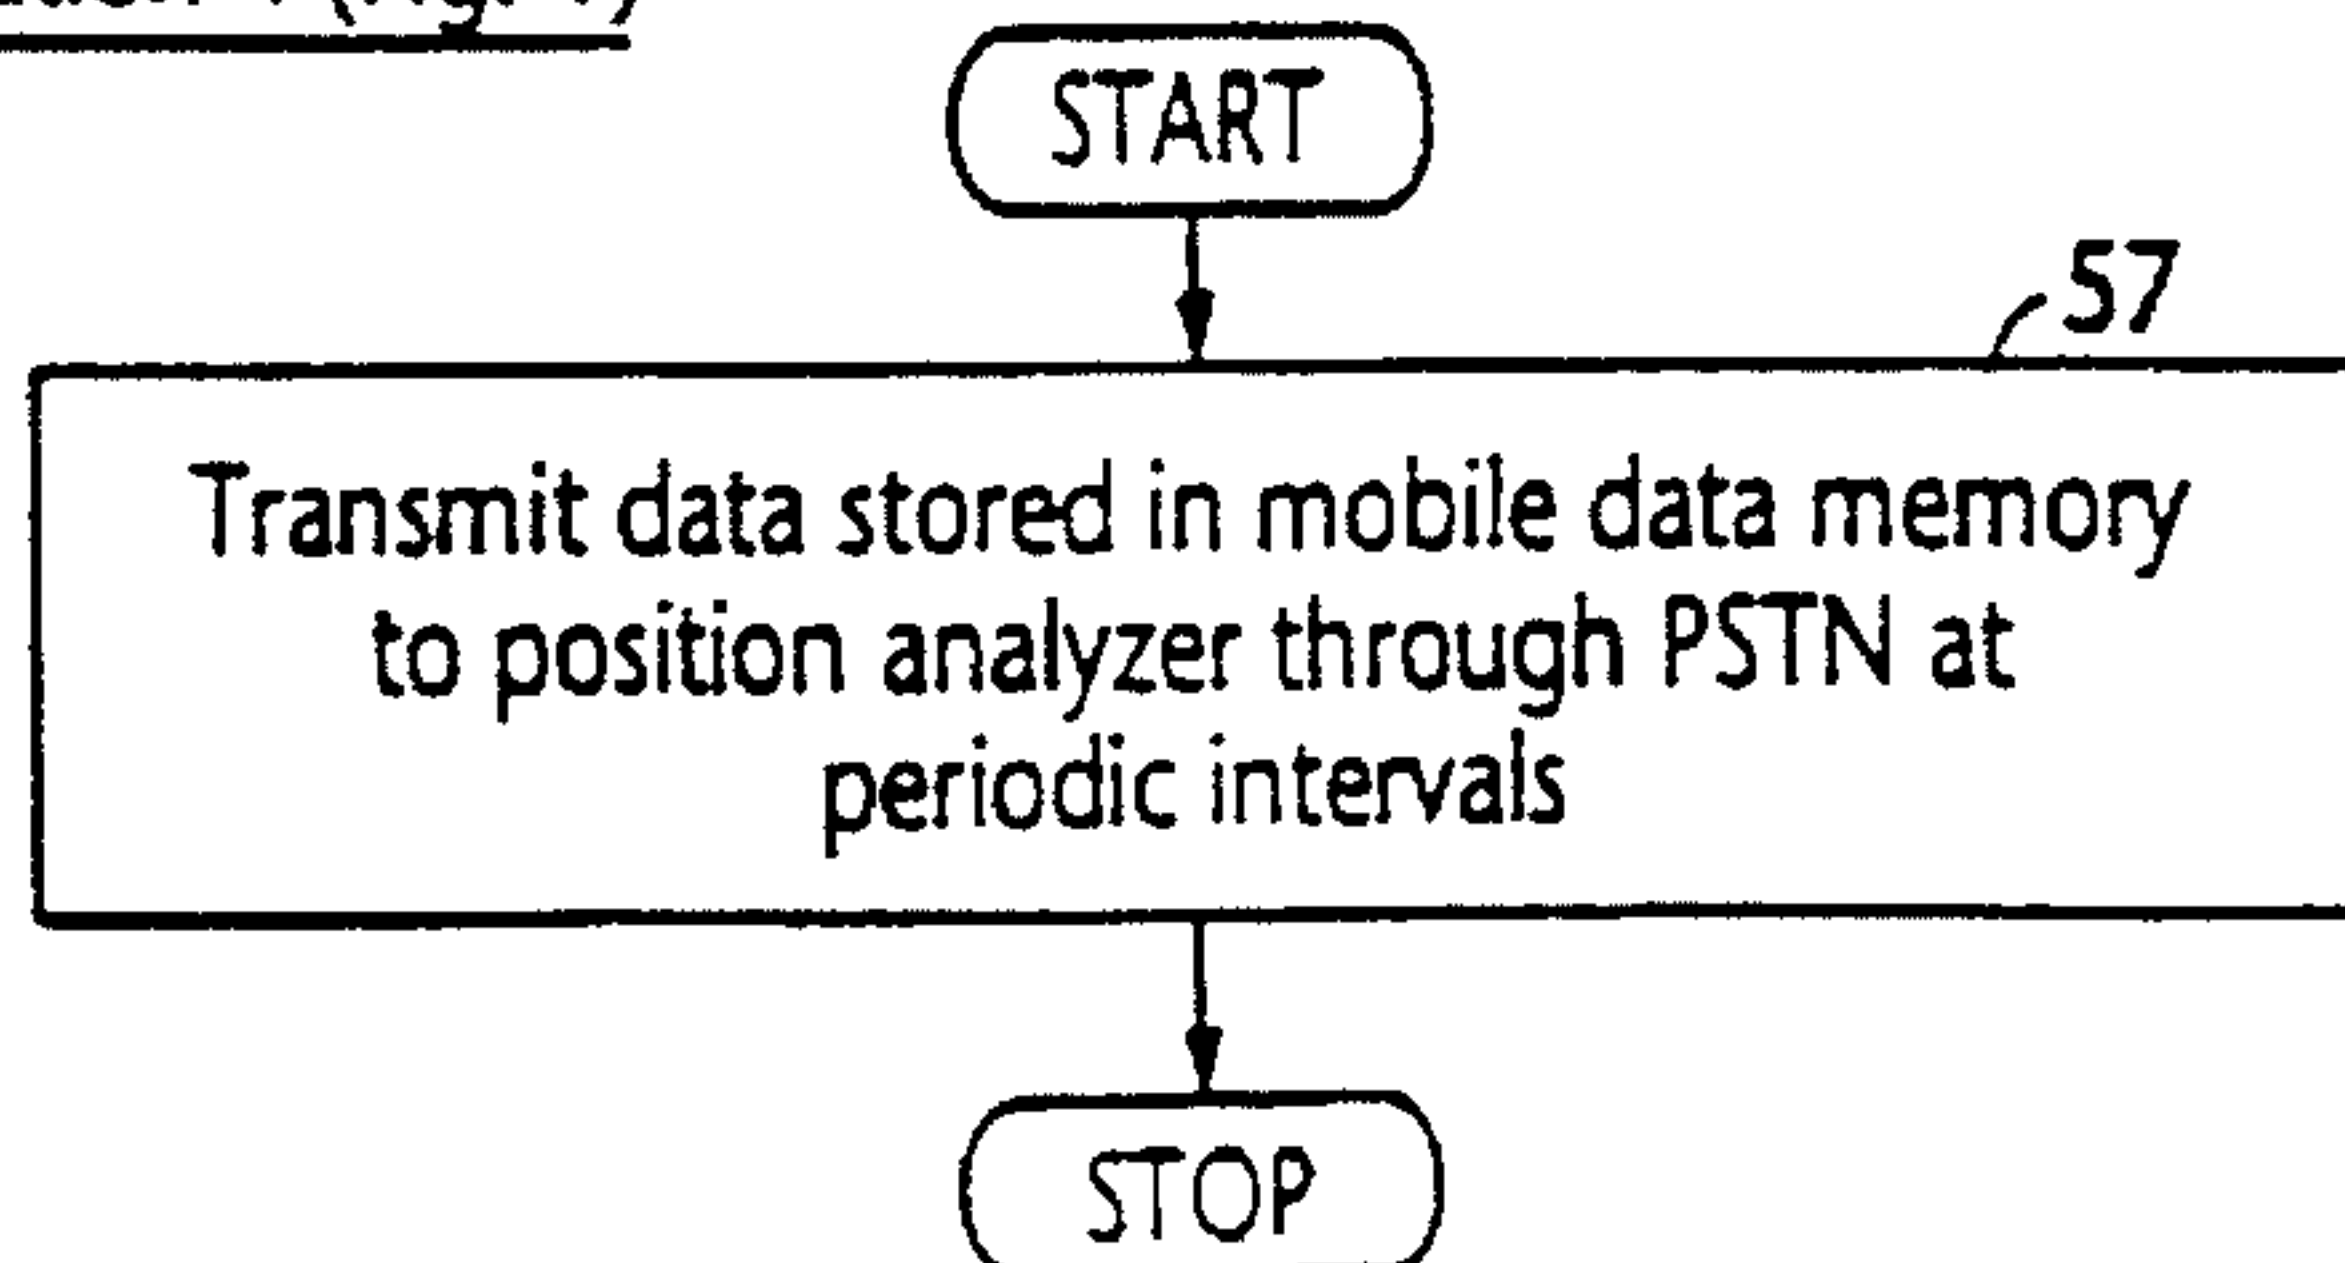 START
57
Transmit data stored in mobile data memory
to position analyzer through PSTN at
periodic intervals
STOP